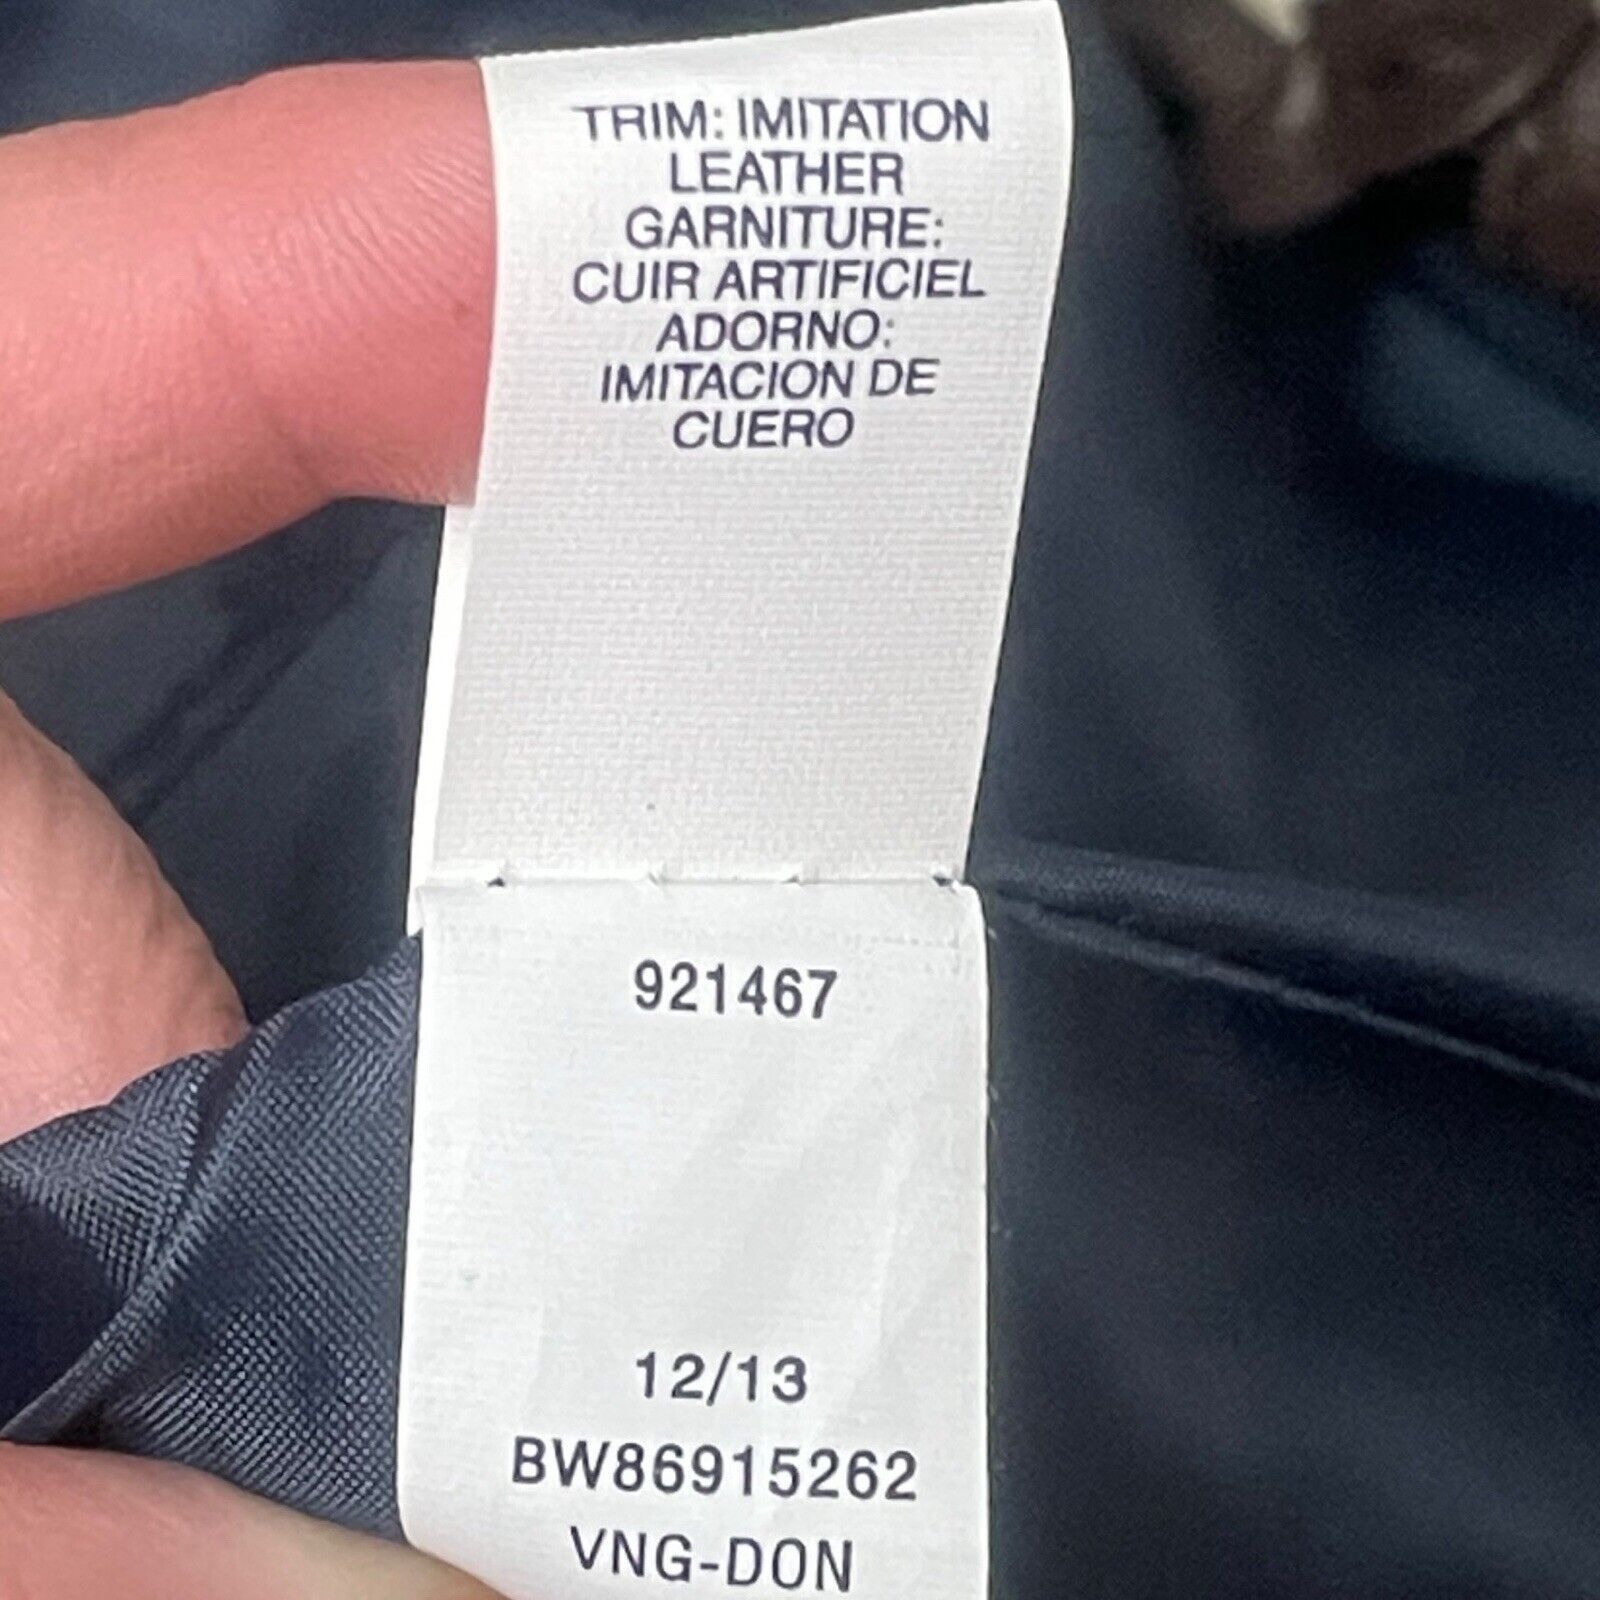 TRIM: IMITATION
LEATHER
GARNITURE:
CUIR ARTIFICIEL
ADORNO:
IMITACION DE
CUERO
921467
12/13
BW86915262
VNG-DON